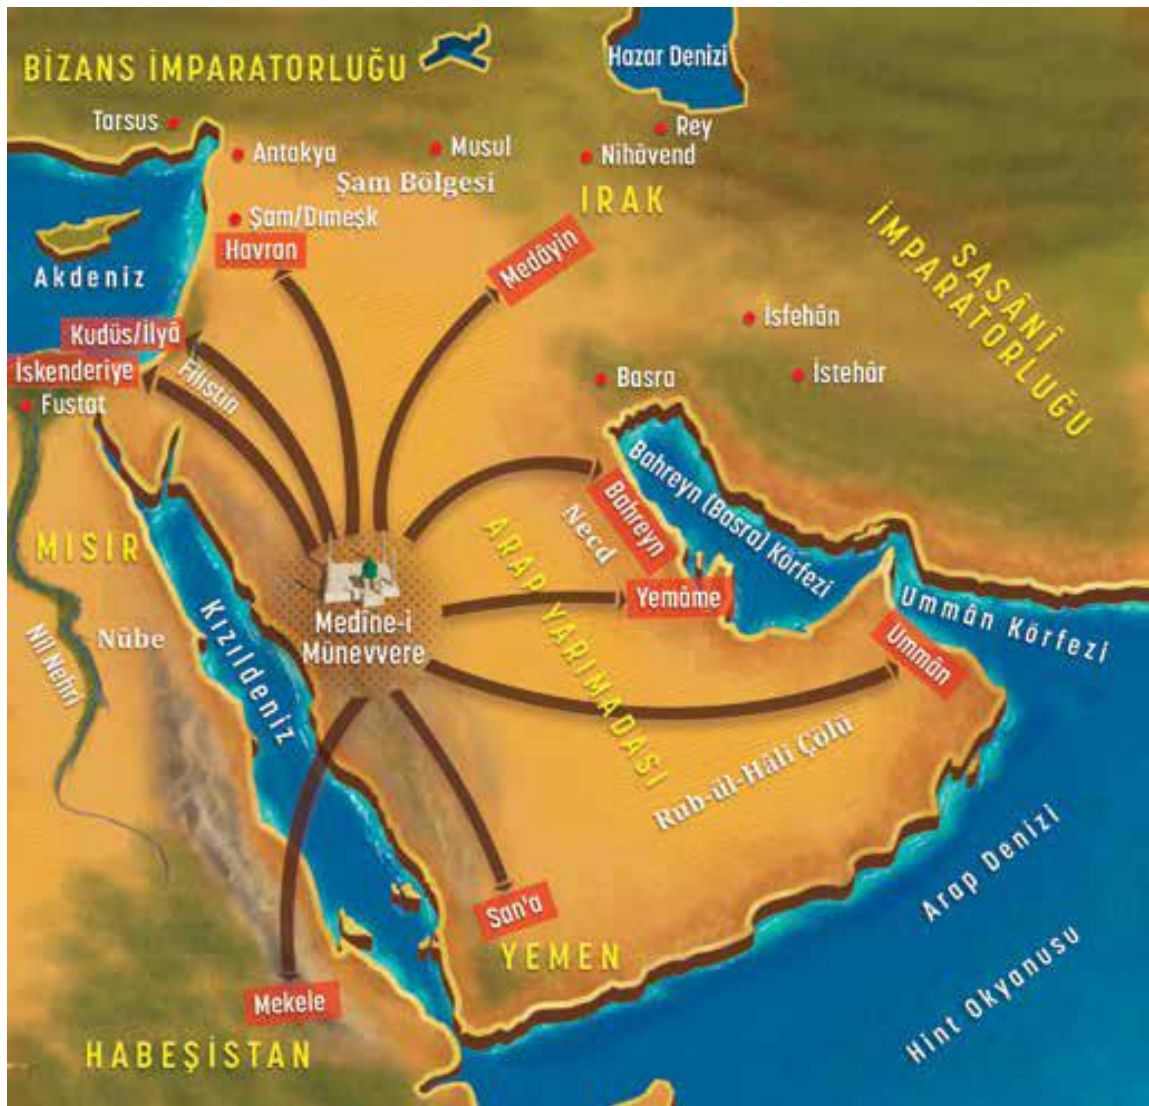 Hazar Denizi
BİZANS İMPARATORLUĞU
Tarsus
Rey
Antakya
Musul
Nihâvend
Şam Bölgesi
IRAK
Şam/Dımeşk
Havran
Medâyin
SASÂNÎ
İMPARATORLUĞU
Akdeniz
İsfehân
Kudüs/İlyâ
İskenderiye
Filistin
Fustat
Basra
İstehâr
Bahreyn (Basra) Körfezi
Bahreyn
Necd
ARAP YARIMADASI
MISIR
Yemâme
Ummân Körfezi
Kızıldeniz
Medine-i
Münevvere
Nûbe
Nil Nehri
Ummân
Rub-ül-Hâli Çölü
Arap Denizi
San'a
YEMEN
Hint Okyanusu
Mekele
HABEŞİSTAN